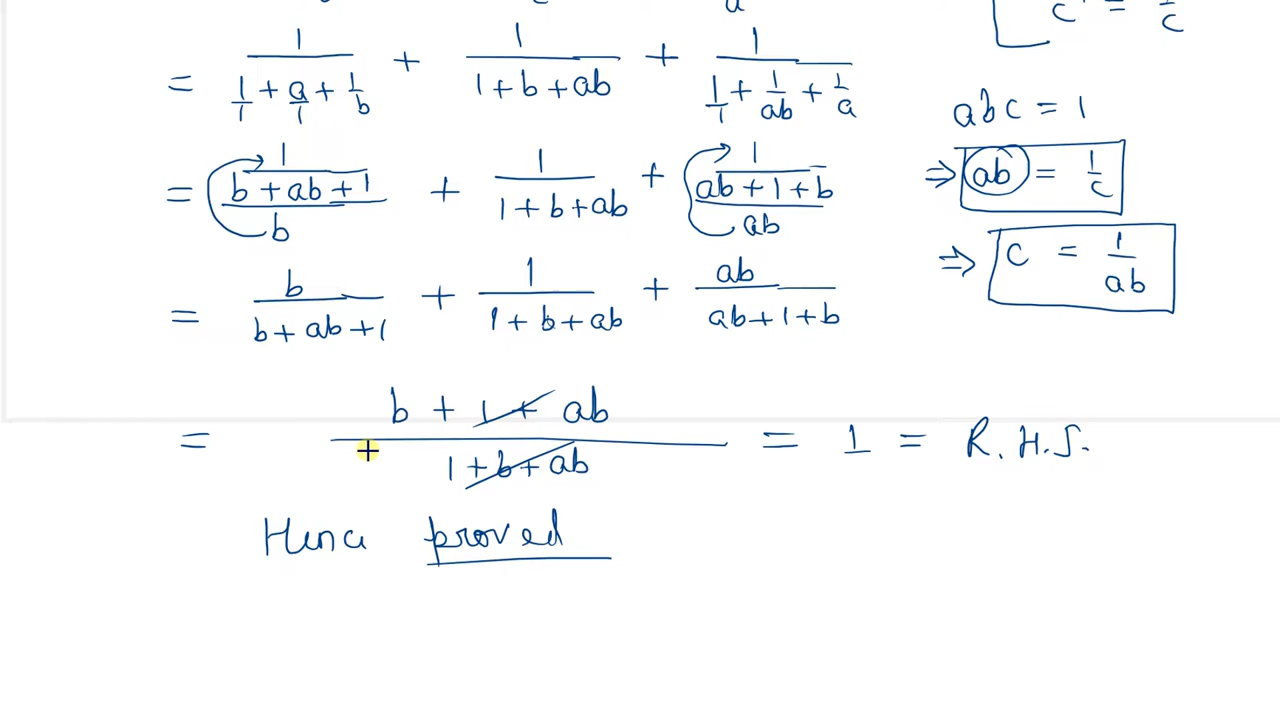 = 1/(1/1 + a/1 + 1/b) + 1/(1 + b + ab) + 1/(1/1 + 1/ab + 1/a)
abc = 1
= 1/((b + ab + 1)/b) + 1/(1 + b + ab) + 1/((ab + 1 + b)/ab)
⇒ ab = 1/c
⇒ c = 1/ab
= b/(b + ab + 1) + 1/(1 + b + ab) + ab/(ab + 1 + b)
= (b + 1 + ab)/(1 + b + ab) = 1 = R.H.S.
Hence proved